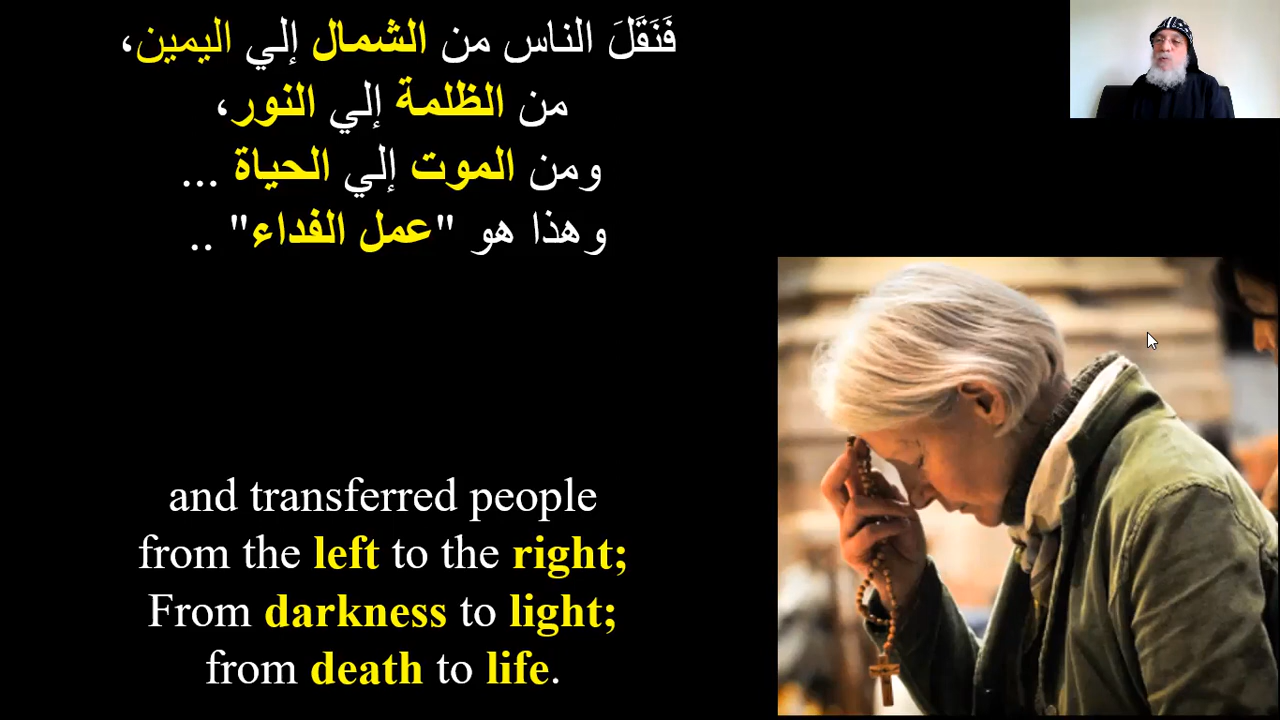 فَنَقَلَ الناس من الشمال إلي اليمين،
من الظلمة إلي النور،
ومن الموت إلي الحياة ...
وهذا هو "عمل الفداء" ..
and transferred people
from the left to the right;
From darkness to light;
from death to life.